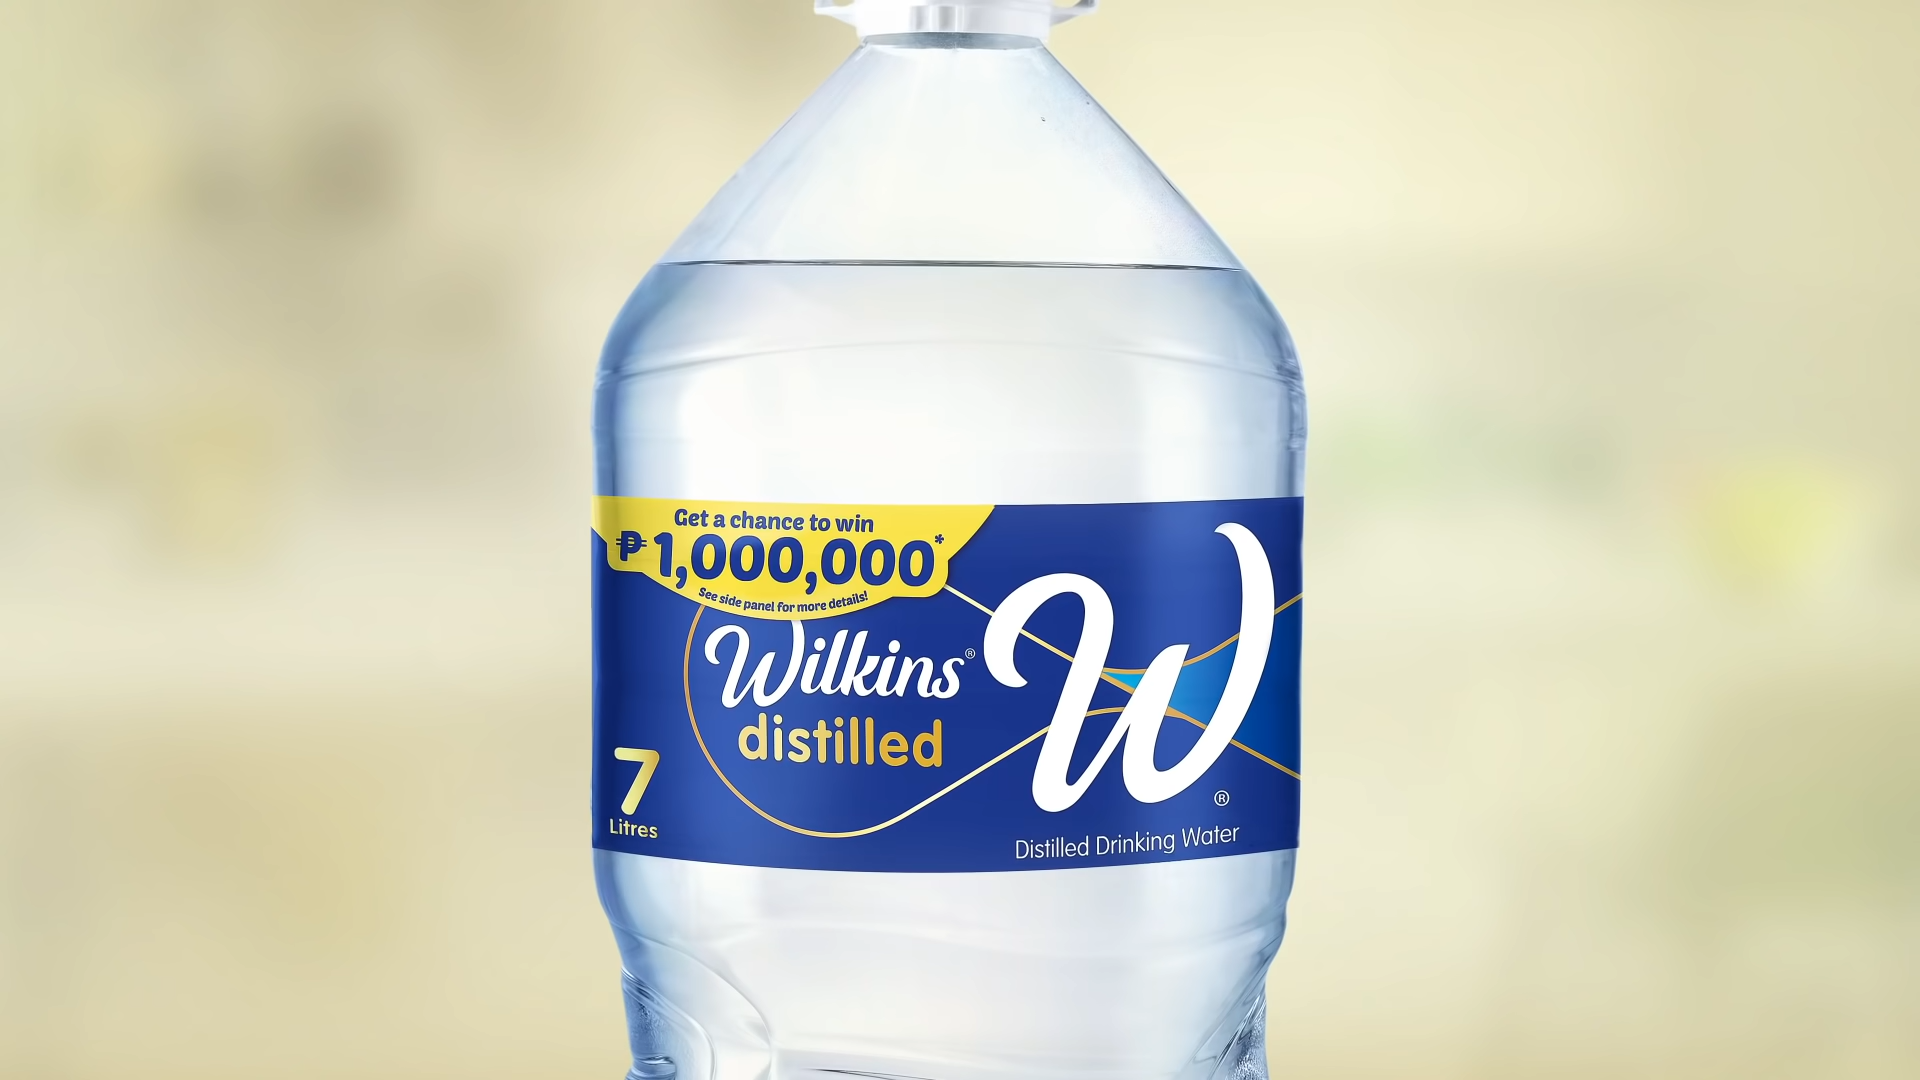 Get a chance to win
₱1,000,000*
See side panel for more details!
Wilkins®
distilled
W
®
7
Litres
Distilled Drinking Water